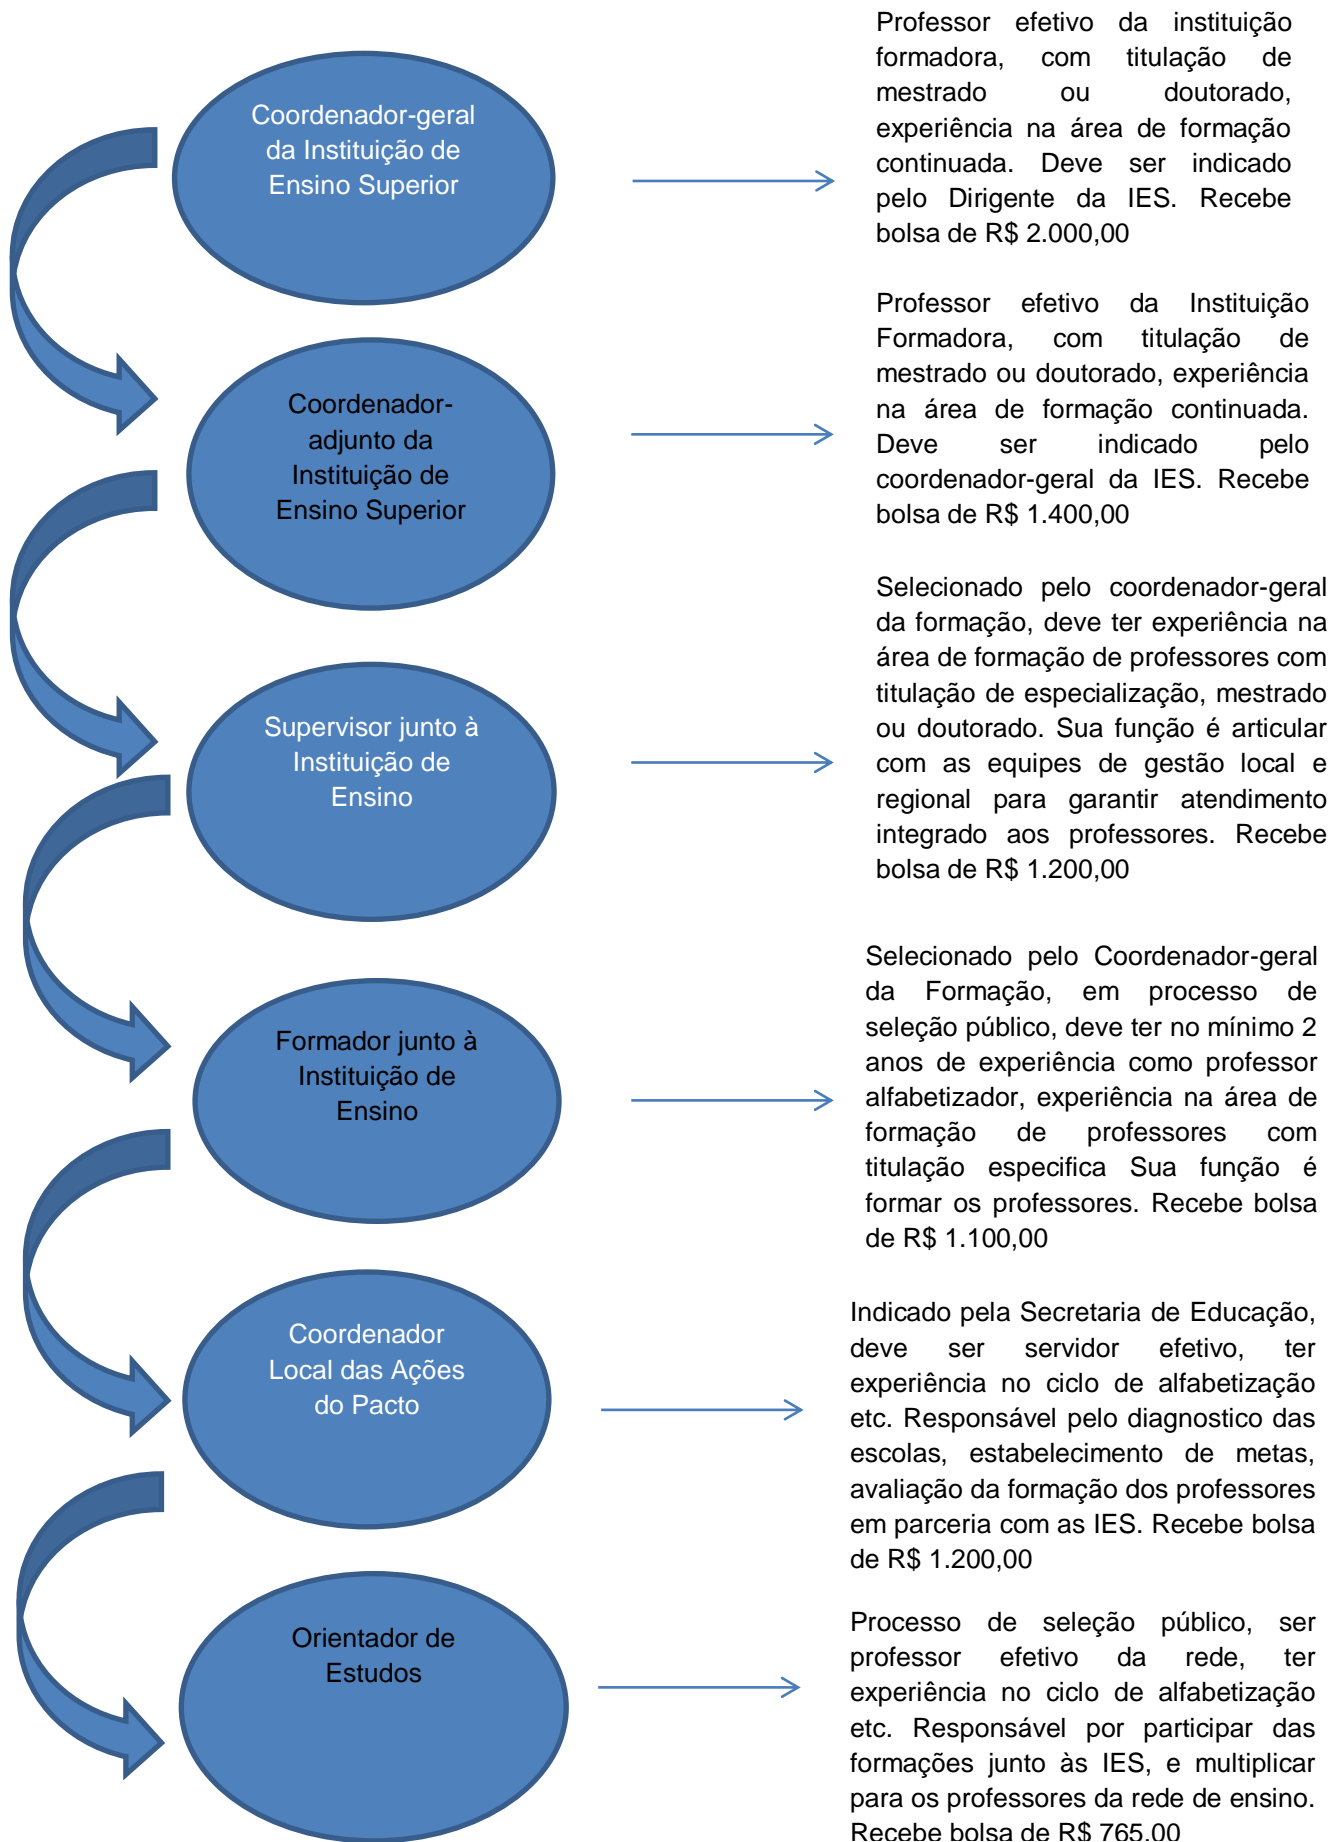 Coordenador-geral
da Instituição de
Ensino Superior
Professor efetivo da instituição
formadora, com titulação de
mestrado ou doutorado,
experiência na área de formação
continuada. Deve ser indicado
pelo Dirigente da IES. Recebe
bolsa de R$ 2.000,00
Coordenador-
adjunto da
Instituição de
Ensino Superior
Professor efetivo da Instituição
Formadora, com titulação de
mestrado ou doutorado, experiência
na área de formação continuada.
Deve ser indicado pelo
coordenador-geral da IES. Recebe
bolsa de R$ 1.400,00
Supervisor junto à
Instituição de
Ensino
Selecionado pelo coordenador-geral
da formação, deve ter experiência na
área de formação de professores com
titulação de especialização, mestrado
ou doutorado. Sua função é articular
com as equipes de gestão local e
regional para garantir atendimento
integrado aos professores. Recebe
bolsa de R$ 1.200,00
Formador junto à
Instituição de
Ensino
Selecionado pelo Coordenador-geral
da Formação, em processo de
seleção público, deve ter no mínimo 2
anos de experiência como professor
alfabetizador, experiência na área de
formação de professores com
titulação especifica Sua função é
formar os professores. Recebe bolsa
de R$ 1.100,00
Coordenador
Local das Ações
do Pacto
Indicado pela Secretaria de Educação,
deve ser servidor efetivo, ter
experiência no ciclo de alfabetização
etc. Responsável pelo diagnostico das
escolas, estabelecimento de metas,
avaliação da formação dos professores
em parceria com as IES. Recebe bolsa
de R$ 1.200,00
Orientador de
Estudos
Processo de seleção público, ser
professor efetivo da rede, ter
experiência no ciclo de alfabetização
etc. Responsável por participar das
formações junto às IES, e multiplicar
para os professores da rede de ensino.
Recebe bolsa de R$ 765,00